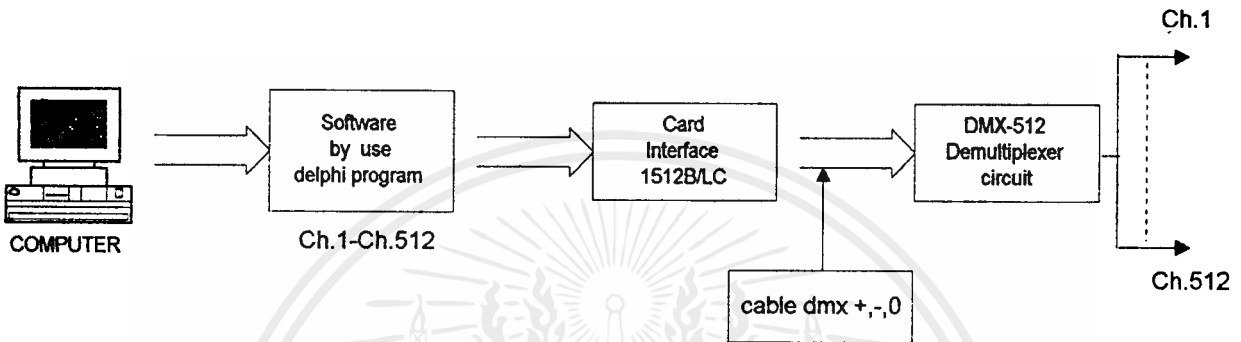 Ch.1
Software
by use
delphi program
Card
Interface
1512B/LC
DMX-512
Demultiplexer
circuit
COMPUTER
Ch.1-Ch.512
cable dmx +,-,0
Ch.512